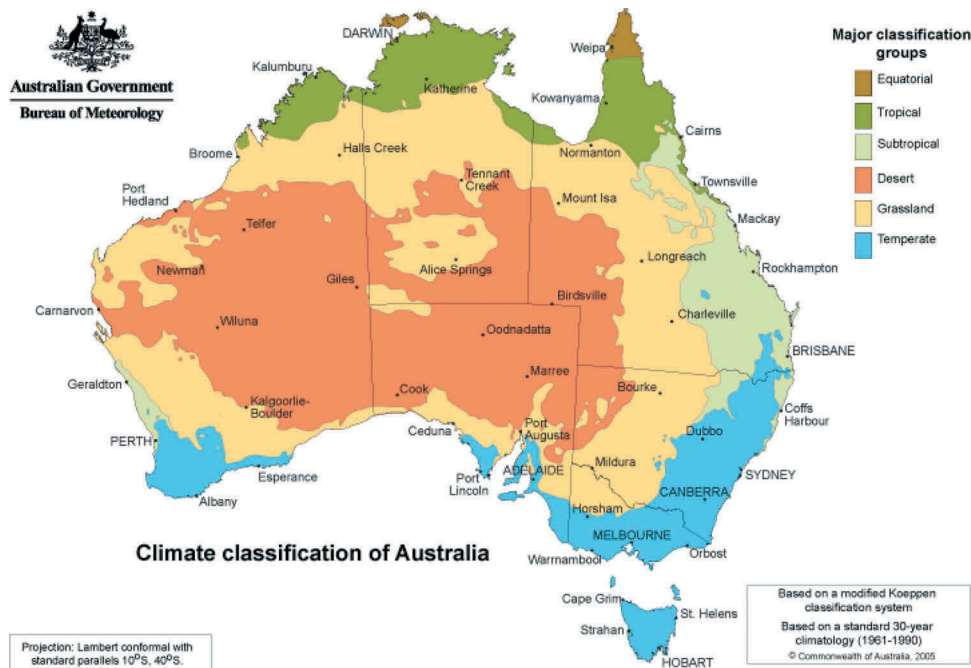 Australian Government
Bureau of Meteorology
Major classification
groups
Equatorial
Tropical
Subtropical
Desert
Grassland
Temperate
DARWIN
Weipa
Kalumburu
Katherine
Kowanyama
Cairns
Broome
Halls Creek
Normanton
Townsville
Tennant
Creek
Port
Hedland
Mount Isa
Mackay
Telfer
Newman
Alice Springs
Longreach
Rockhampton
Giles
Birdsville
Carnarvon
Wiluna
Oodnadatta
Charleville
BRISBANE
Geraldton
Marree
Cook
Bourke
Coffs
Harbour
Kalgoorlie-
Boulder
Ceduna
Port
Augusta
Dubbo
PERTH
Esperance
Port
Lincoln
ADELAIDE
Mildura
SYDNEY
Albany
CANBERRA
Horsham
MELBOURNE
Climate classification of Australia
Warrnambool
Orbost
Cape Grim
St. Helens
Strahan
HOBART
Based on a modified Koeppen
classification system
Based on a standard 30-year
climatology (1961-1990)
© Commonwealth of Australia, 2005
Projection: Lambert conformal with
standard parallels 10°S, 40°S.